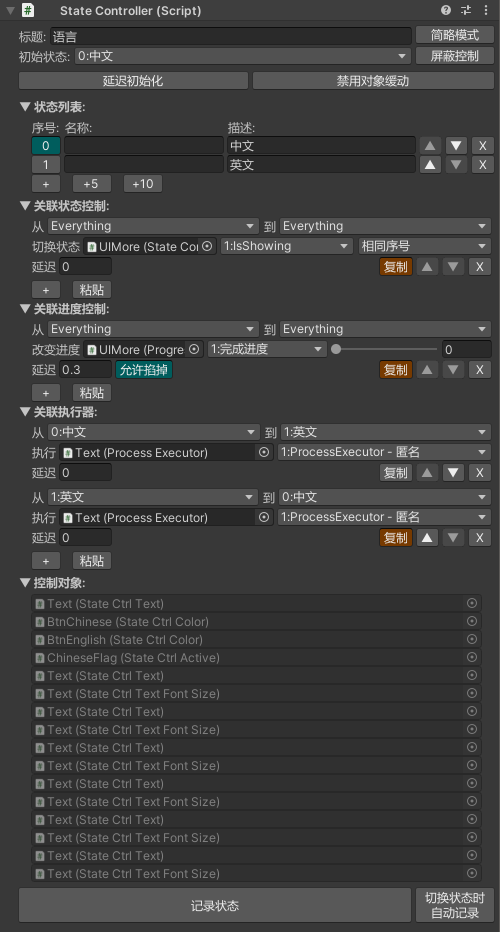 State Controller (Script)
标题: 语言 简略模式
初始状态: 0:中文 屏蔽控制
延迟初始化 禁用对象缓动
状态列表:
序号: 名称: 描述:
0 中文 X
1 英文 X
+ +5 +10
关联状态控制:
从 Everything 到 Everything
切换状态 UIMore (State Coi 1:IsShowing 相同序号
延迟 0 复制 X
+ 粘贴
关联进度控制:
从 Everything 到 Everything
改变进度 UIMore (Progre 1:完成进度 0
延迟 0.3 允许掐掉 复制 X
+ 粘贴
关联执行器:
从 0:中文 到 1:英文
执行 Text (Process Executor) 1:ProcessExecutor - 匿名
延迟 0 复制 X
从 1:英文 到 0:中文
执行 Text (Process Executor) 1:ProcessExecutor - 匿名
延迟 0 复制 X
+ 粘贴
控制对象:
Text (State Ctrl Text)
BtnChinese (State Ctrl Color)
BtnEnglish (State Ctrl Color)
ChineseFlag (State Ctrl Active)
Text (State Ctrl Text)
Text (State Ctrl Text Font Size)
Text (State Ctrl Text)
Text (State Ctrl Text Font Size)
Text (State Ctrl Text)
Text (State Ctrl Text Font Size)
Text (State Ctrl Text)
Text (State Ctrl Text Font Size)
Text (State Ctrl Text)
Text (State Ctrl Text Font Size)
Text (State Ctrl Text)
Text (State Ctrl Text Font Size)
记录状态 切换状态时
自动记录